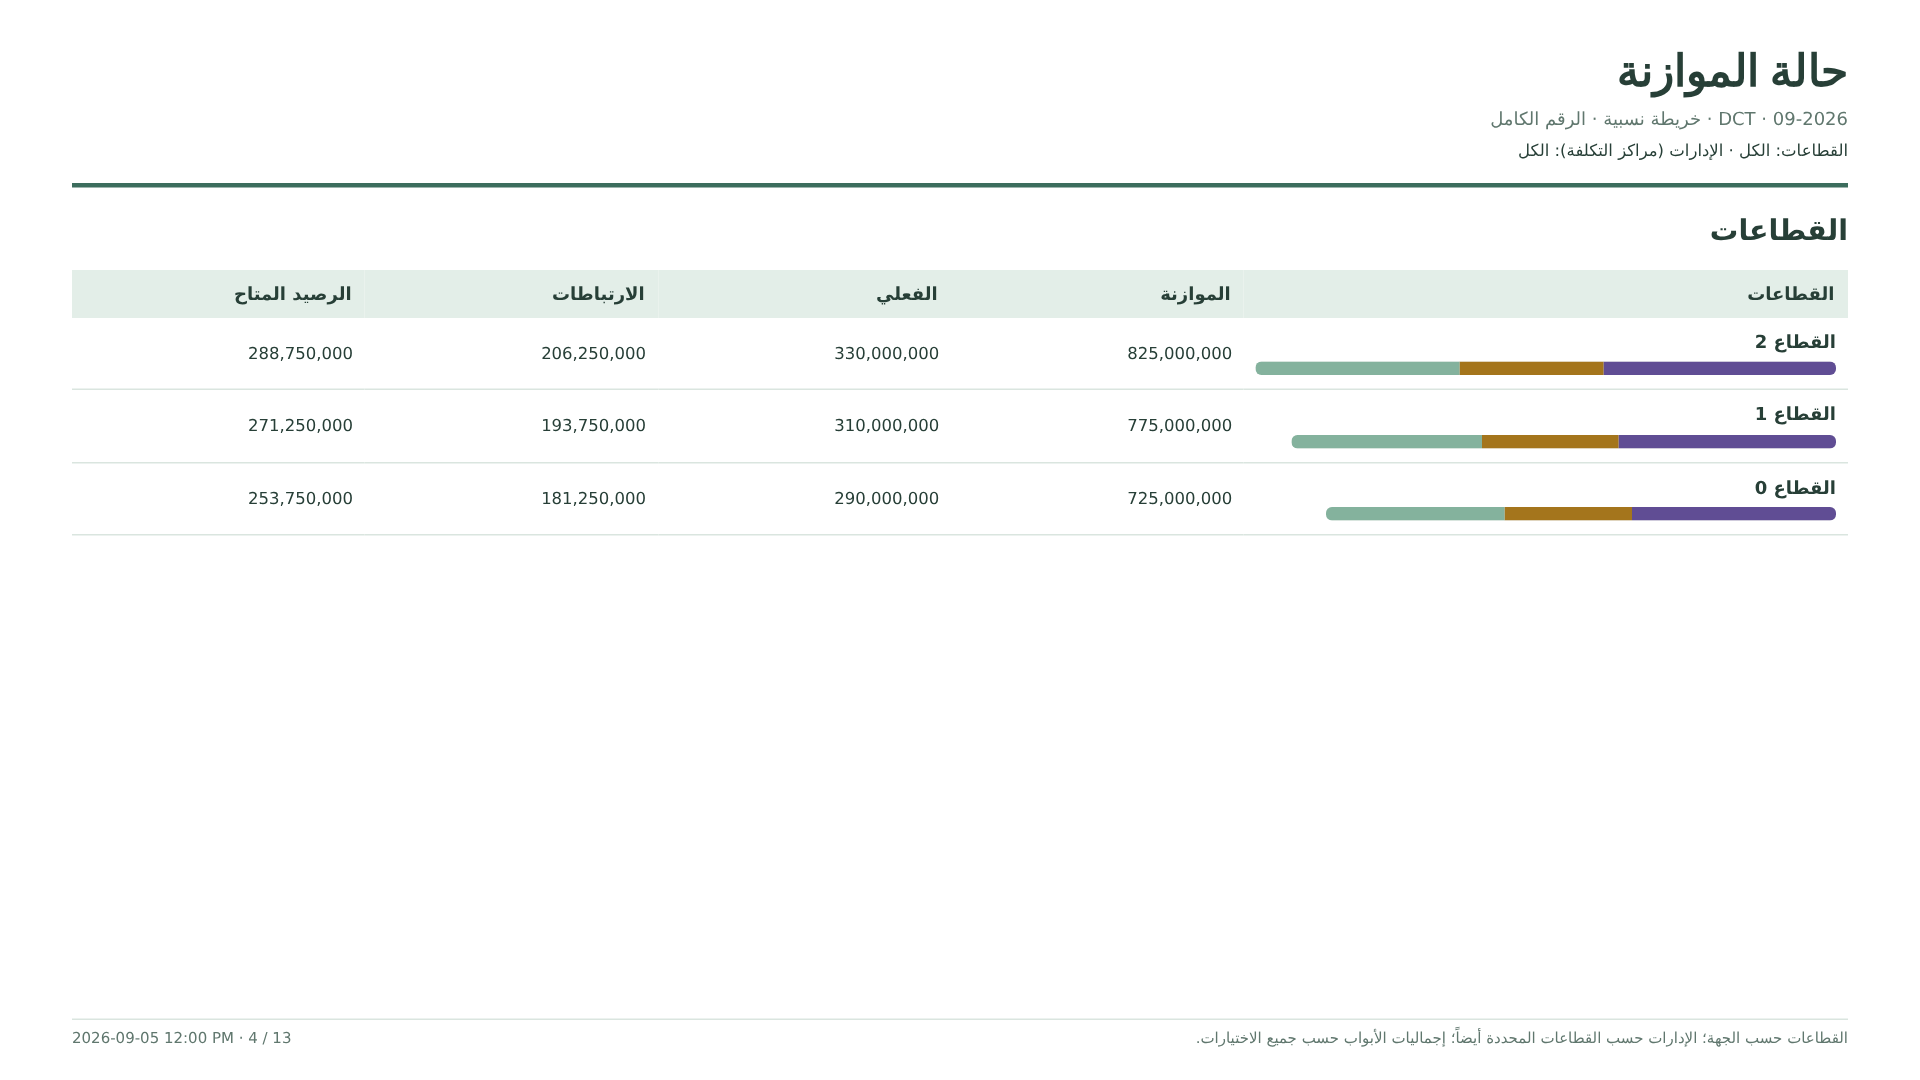 حالة الموازنة
DCT · 09-2026 · خريطة نسبية · الرقم الكامل
القطاعات: الكل · الإدارات (مراكز التكلفة): الكل
القطاعات
القطاعات الموازنة الفعلي الارتباطات الرصيد المتاح
القطاع 2 825,000,000 330,000,000 206,250,000 288,750,000
القطاع 1 775,000,000 310,000,000 193,750,000 271,250,000
القطاع 0 725,000,000 290,000,000 181,250,000 253,750,000
القطاعات حسب الجهة؛ الإدارات حسب القطاعات المحددة أيضاً؛ إجماليات الأبواب حسب جميع الاختيارات.
2026-09-05 12:00 PM · 4 / 13